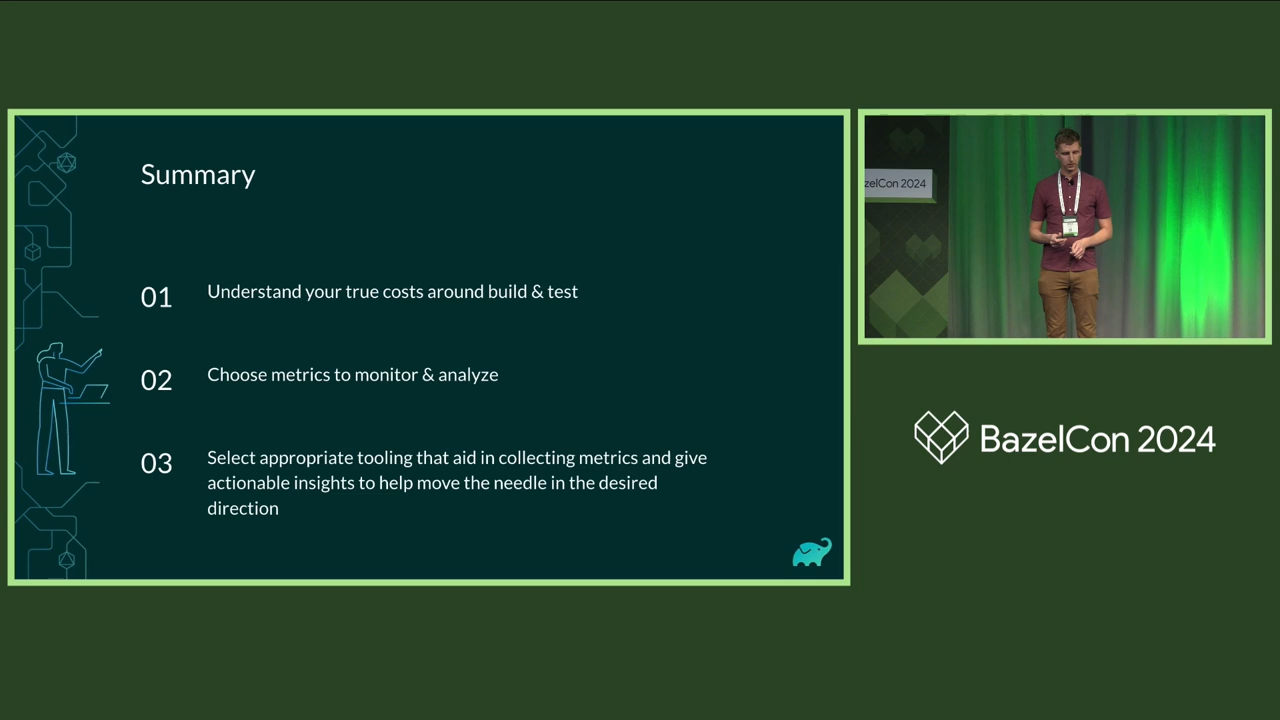 Summary
01
Understand your true costs around build & test
02
Choose metrics to monitor & analyze
03
Select appropriate tooling that aid in collecting metrics and give
actionable insights to help move the needle in the desired
direction
zelCon 2024
BazelCon 2024